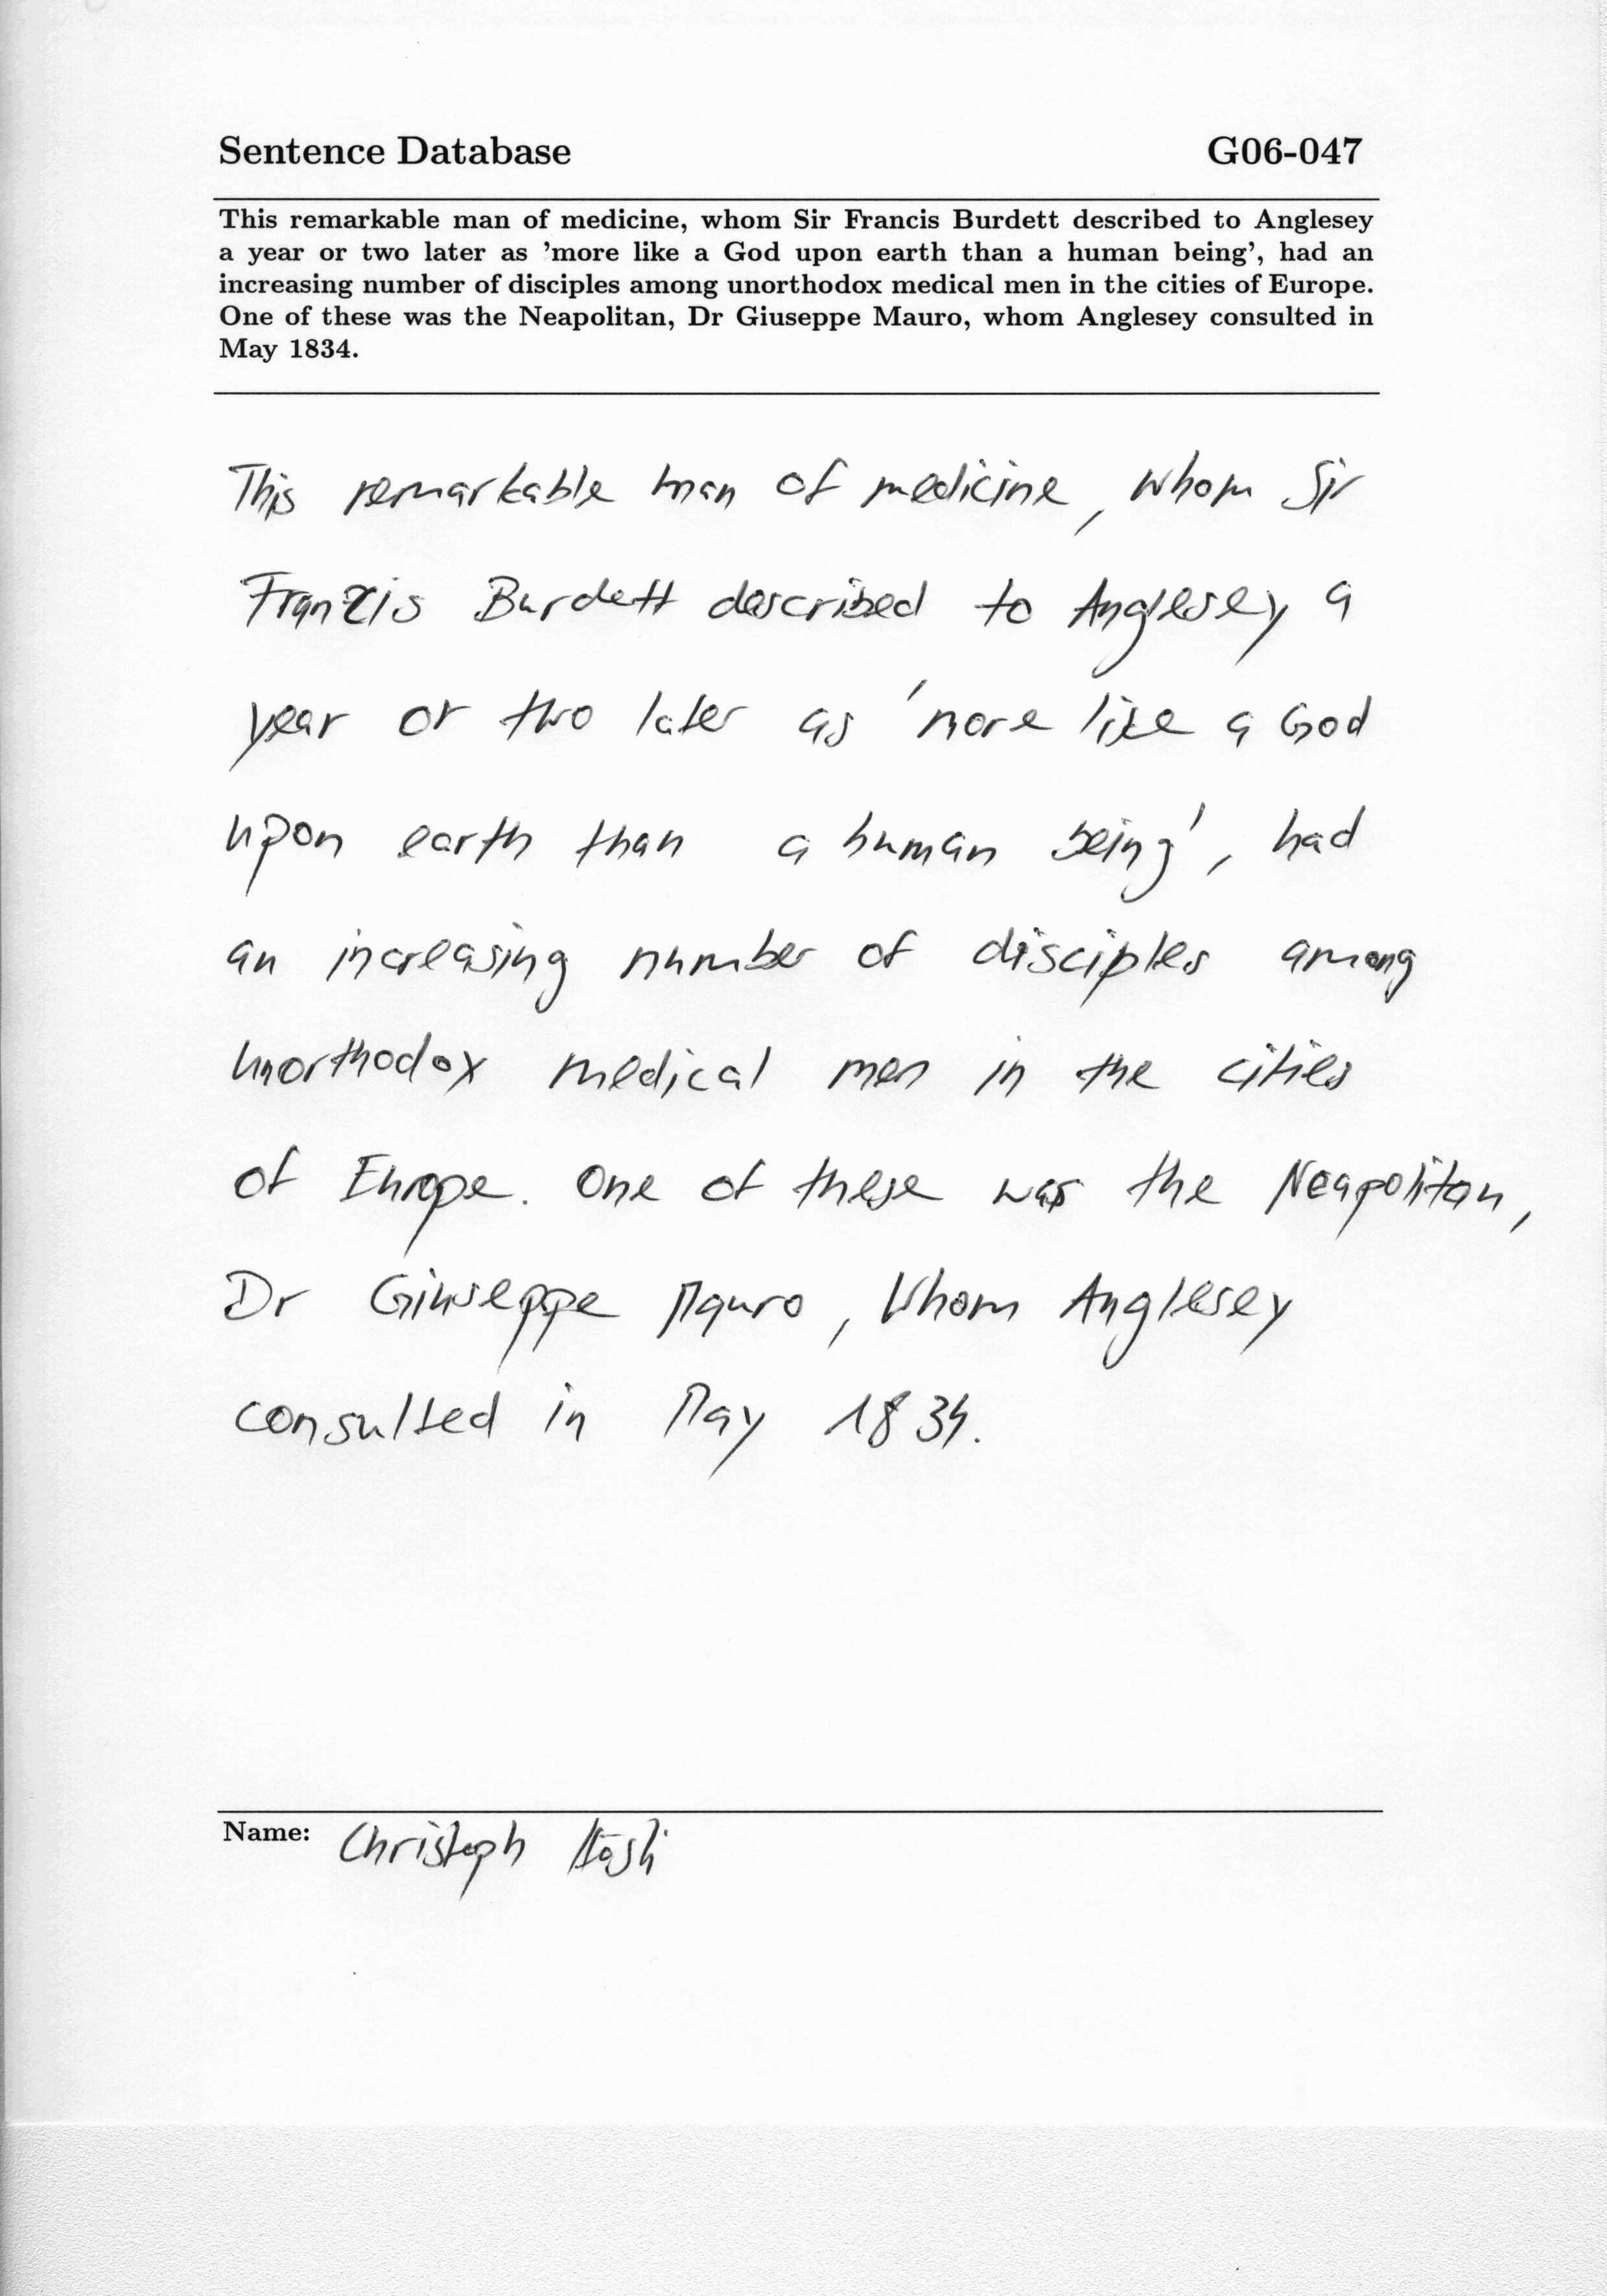 Sentence Database G06-047
This remarkable man of medicine, whom Sir Francis Burdett described to Anglesey
a year or two later as 'more like a God upon earth than a human being', had an
increasing number of disciples among unorthodox medical men in the cities of Europe.
One of these was the Neapolitan, Dr Giuseppe Mauro, whom Anglesey consulted in
May 1834.
This remarkable man of medicine, whom Sir
Francis Burdett described to Anglesey a
year or two later as 'more like a God
upon earth than a human being', had
an increasing number of disciples among
unorthodox medical men in the cities
of Europe. One of these was the Neapolitan,
Dr Giuseppe Mauro, whom Anglesey
consulted in May 1834.
Name: Christoph